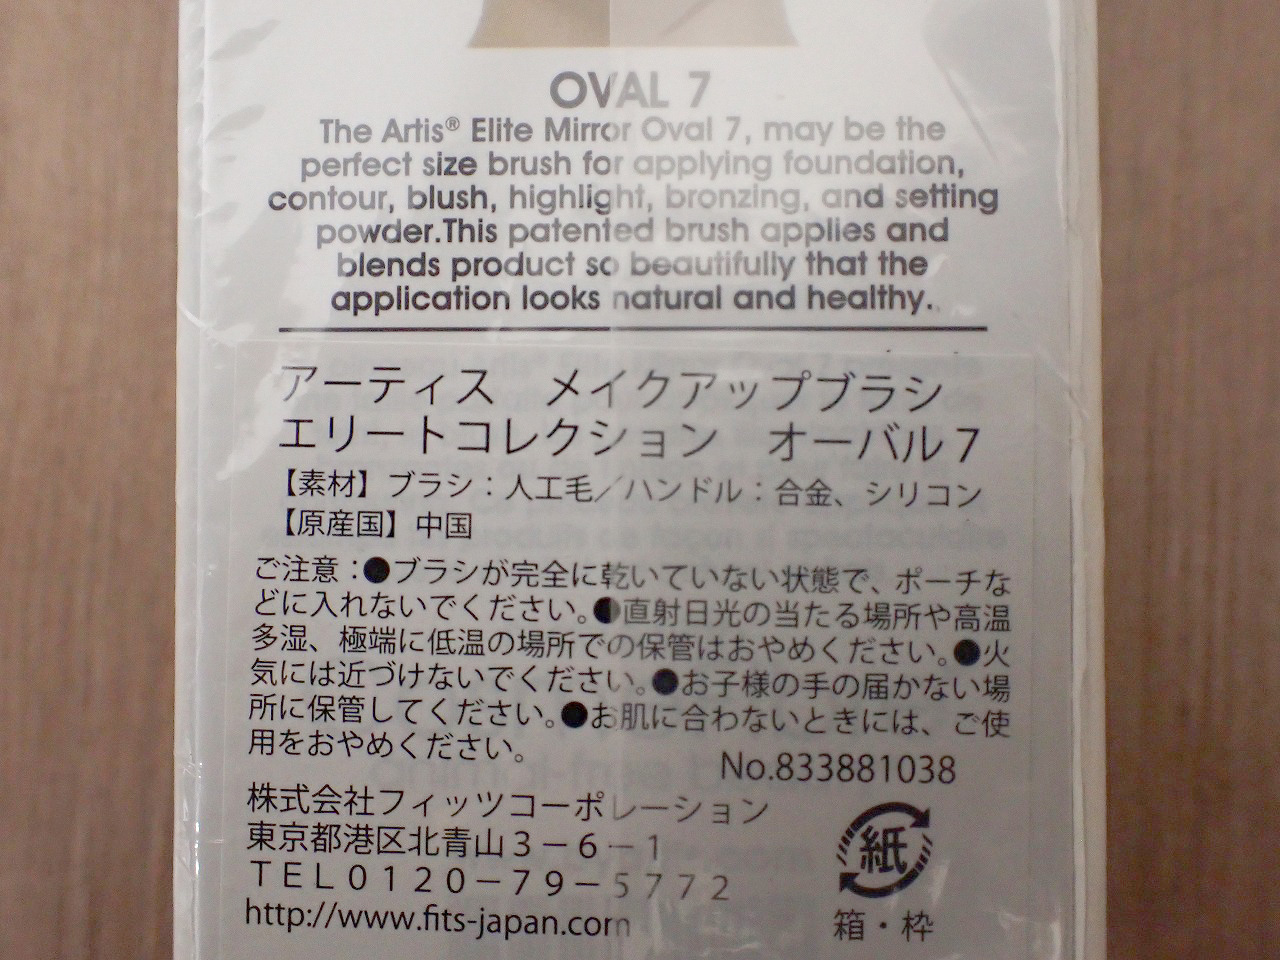 OVAL 7
The Artis® Elite Mirror Oval 7, may be the
perfect size brush for applying foundation,
contour, blush, highlight, bronzing, and setting
powder.This patented brush applies and
blends product so beautifully that the
application looks natural and healthy.
アーティス　メイクアップブラシ
エリートコレクション　オーバル７
【素材】ブラシ：人工毛／ハンドル：合金、シリコン
【原産国】中国
ご注意：●ブラシが完全に乾いていない状態で、ポーチな
どに入れないでください。●直射日光の当たる場所や高温
多湿、極端に低温の場所での保管はおやめください。●火
気には近づけないでください。●お子様の手の届かない場
所に保管してください。●お肌に合わないときには、ご使
用をおやめください。
No.833881038
株式会社フィッツコーポレーション
東京都港区北青山３－６－１
ＴＥＬ０１２０－７９－５７７２
http://www.fits-japan.com
紙
箱・枠